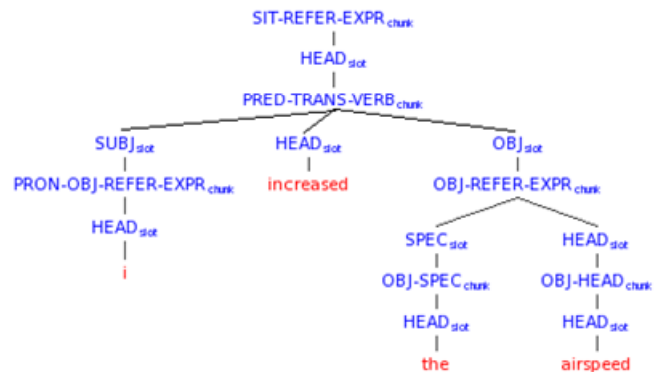 SIT-REFER-EXPRchunk
HEADslot
PRED-TRANS-VERBchunk
SUBJslot HEADslot OBJslot
PRON-OBJ-REFER-EXPRchunk increased OBJ-REFER-EXPRchunk
HEADslot SPECslot HEADslot
i OBJ-SPECchunk OBJ-HEADchunk
HEADslot HEADslot
the airspeed